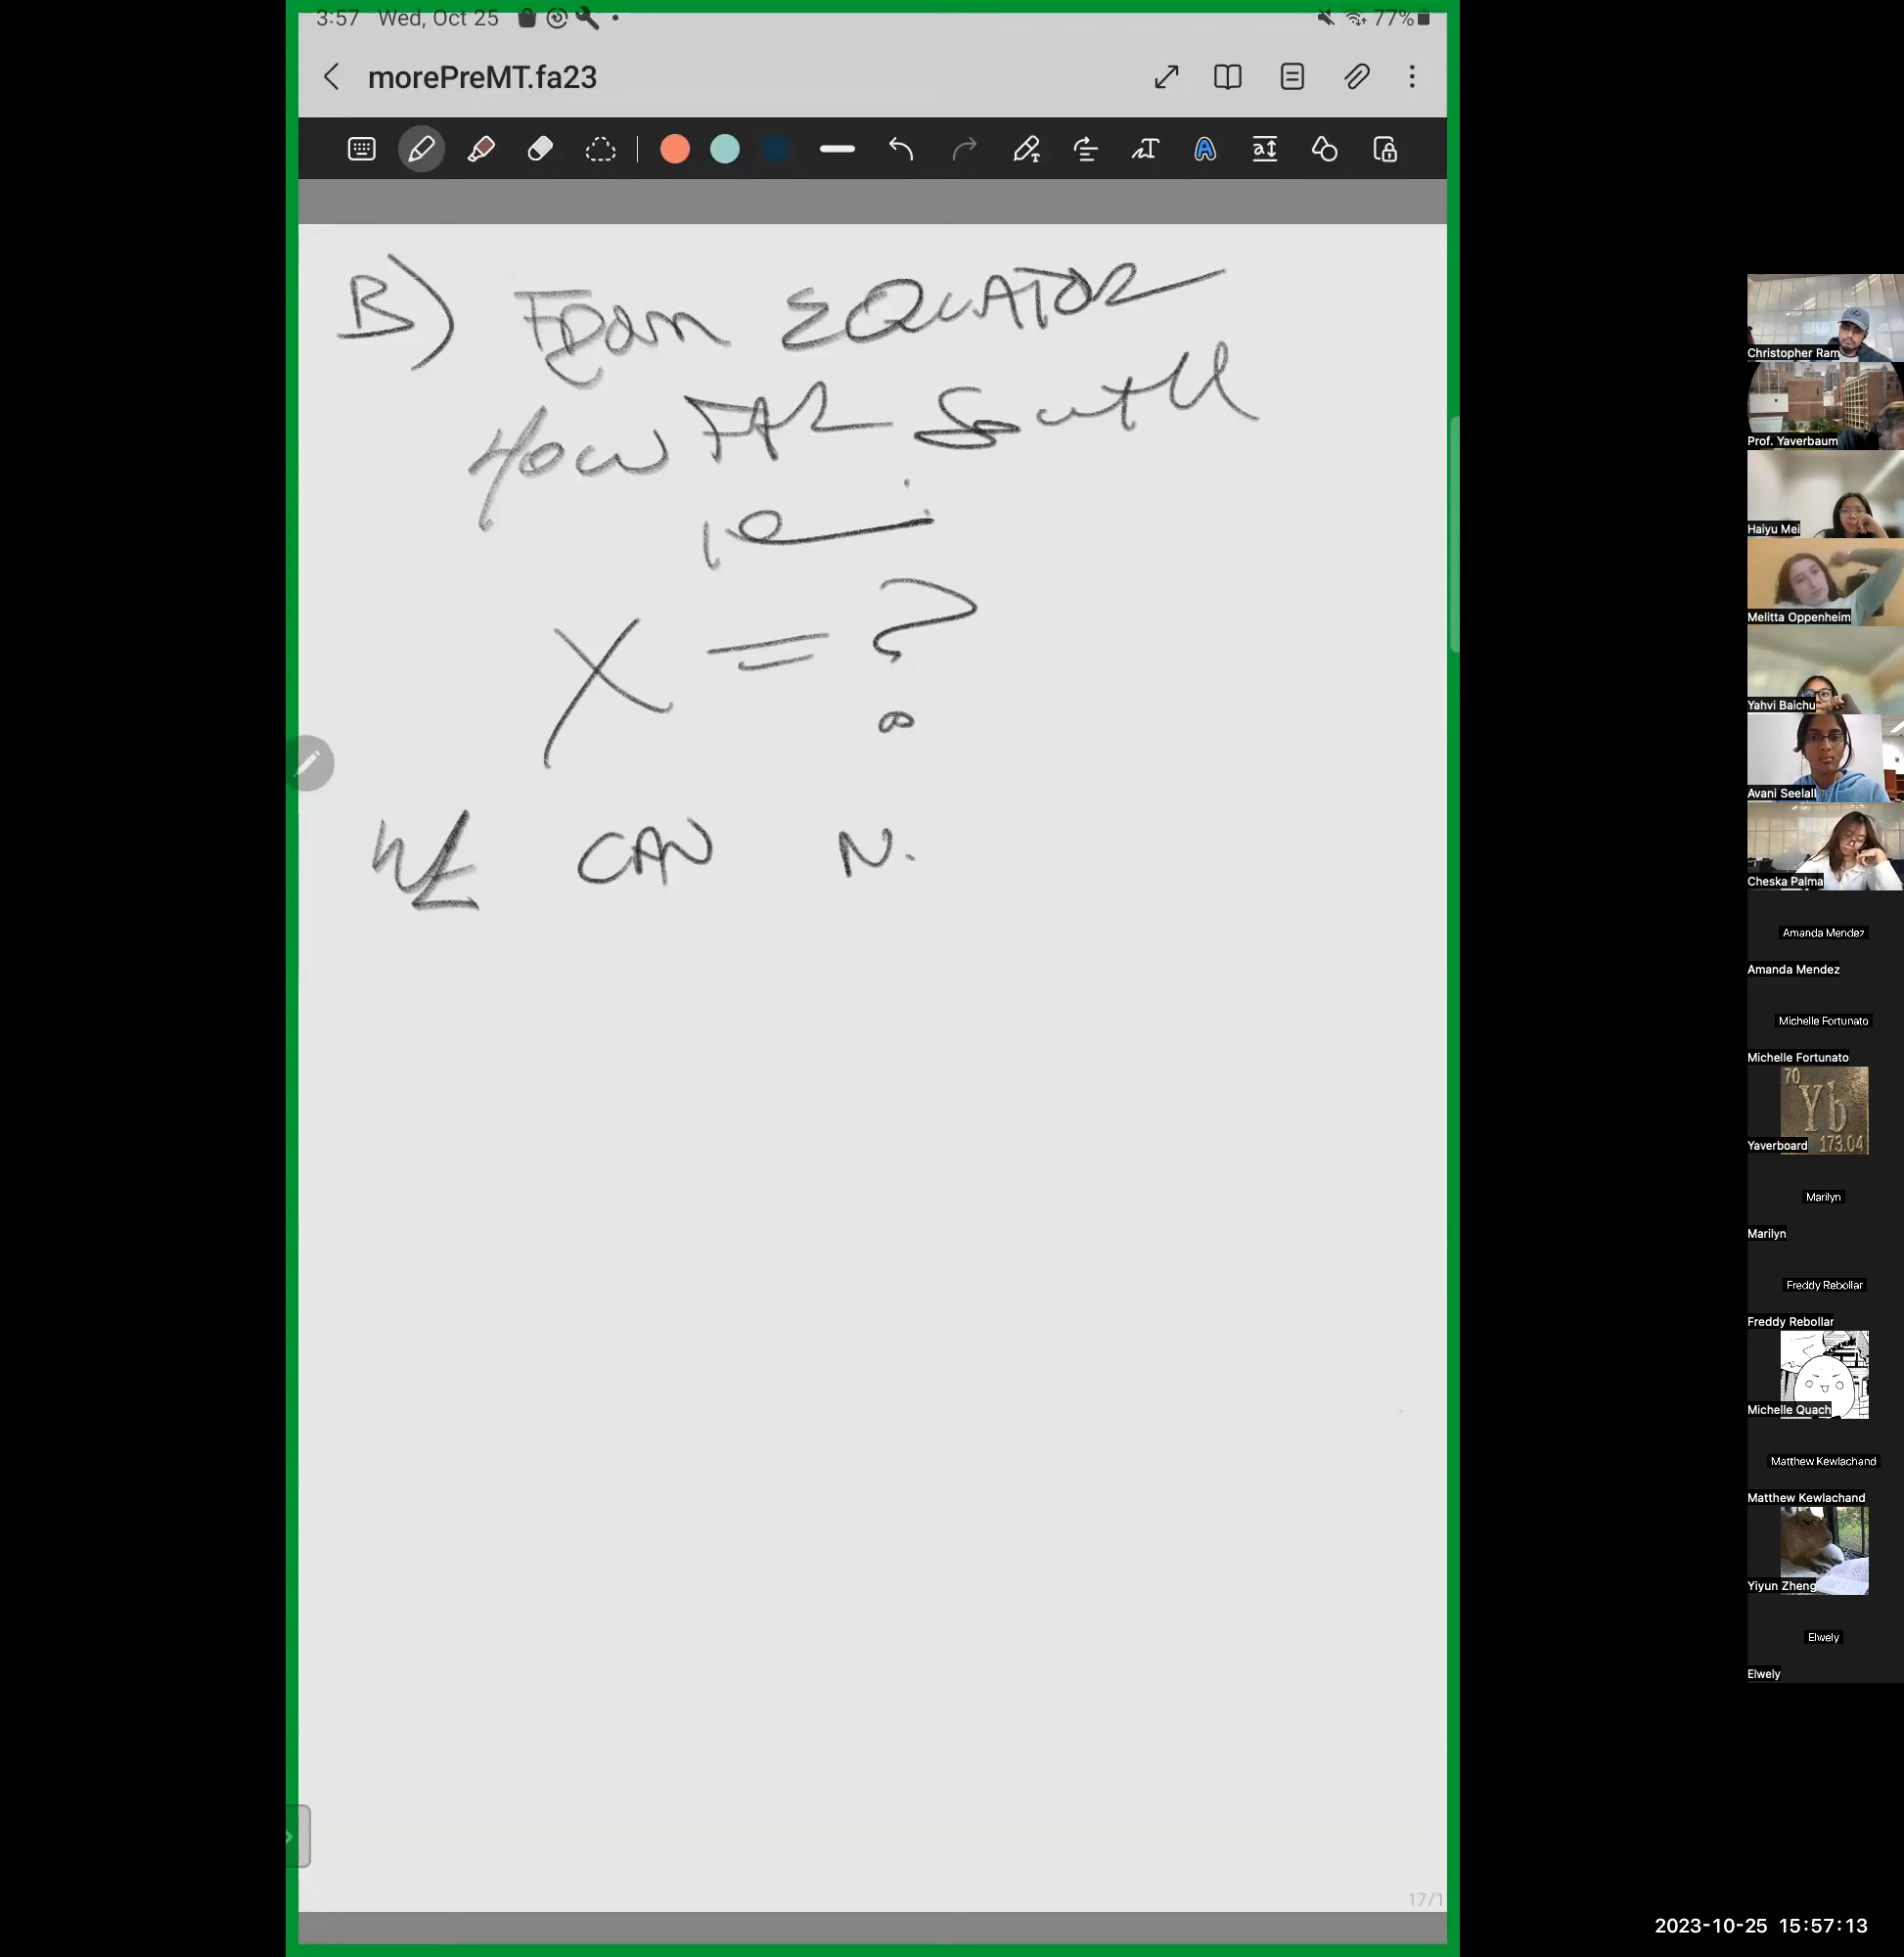 3:57 Wed, Oct 25
77%
morePreMT.fa23
B) FROM EQUATOR
HOW FAR South
i.e.
X = ?
WE CAN N.
17/1
Christopher Ram
Prof. Yaverbaum
Haiyu Mei
Melitta Oppenheim
Yahvi Baichu
Avani Seelall
Cheska Palma
Amanda Mendez
Amanda Mendez
Michelle Fortunato
Michelle Fortunato
70
Yb
173.04
Yaverboard
Marilyn
Marilyn
Freddy Rebollar
Freddy Rebollar
Michelle Quach
Matthew Kewlachand
Matthew Kewlachand
Yiyun Zheng
Elwely
Elwely
2023-10-25 15:57:13